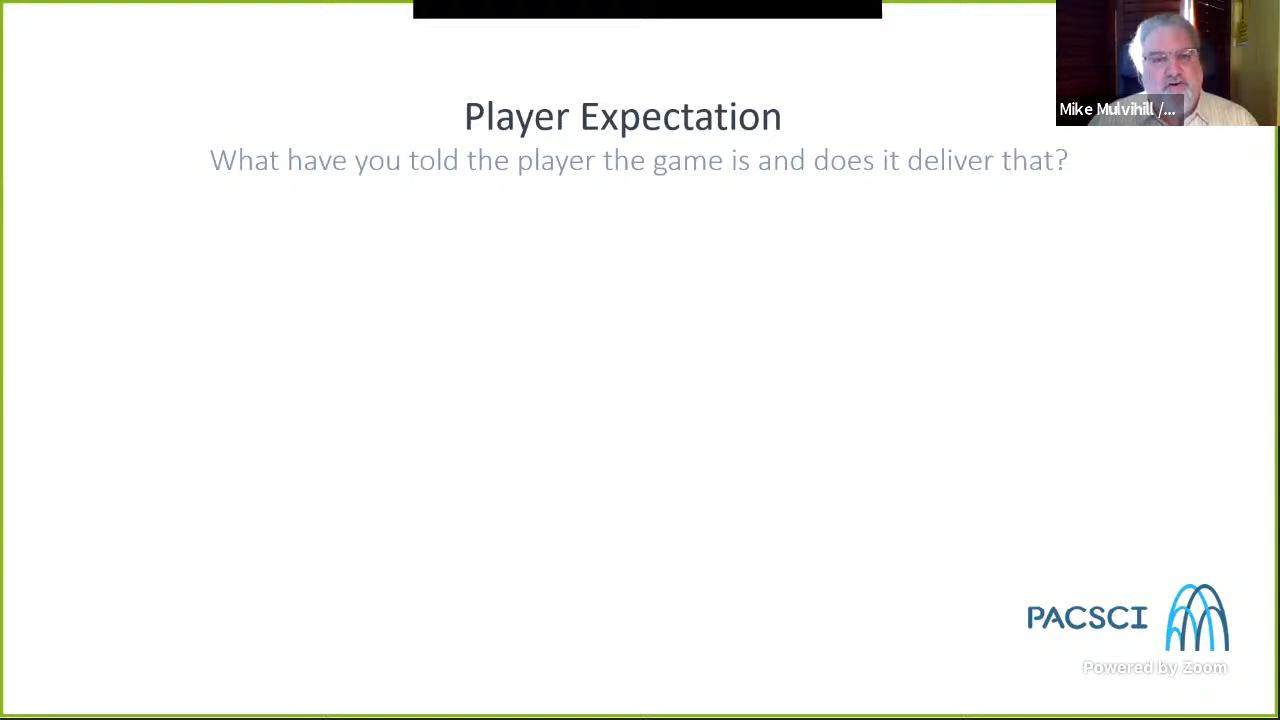 Player Expectation
Mike Mulvihill /...
What have you told the player the game is and does it deliver that?
PACSCI
Powered by Zoom